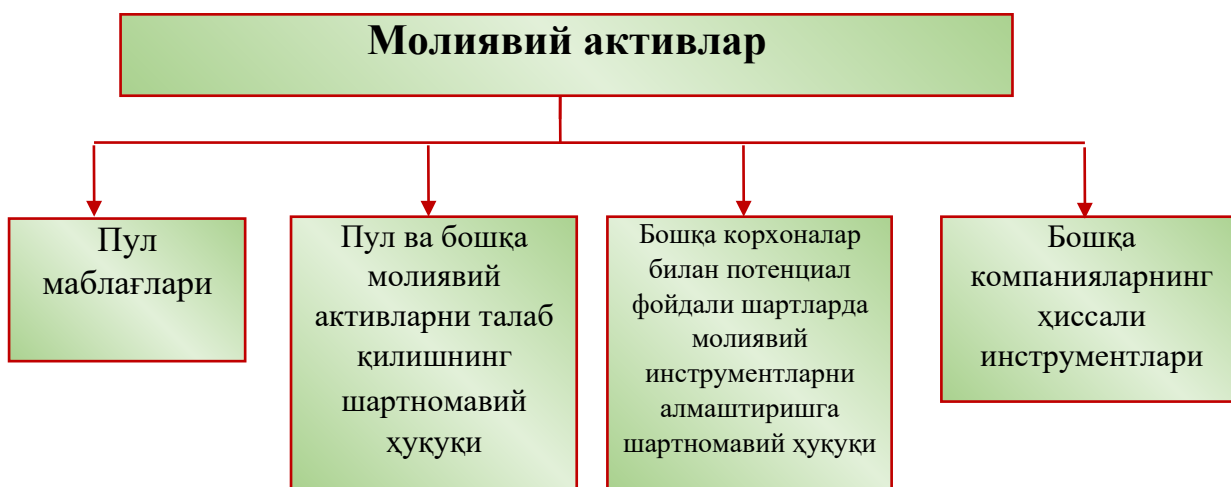 Молиявий активлар
Пул
маблағлари
Пул ва бошқа
молиявий
активларни талаб
қилишнинг
шартномавий
ҳуқуқи
Бошқа корхоналар
билан потенциал
фойдали шартларда
молиявий
инструментларни
алмаштиришга
шартномавий ҳуқуқи
Бошқа
компанияларнинг
ҳиссали
инструментлари